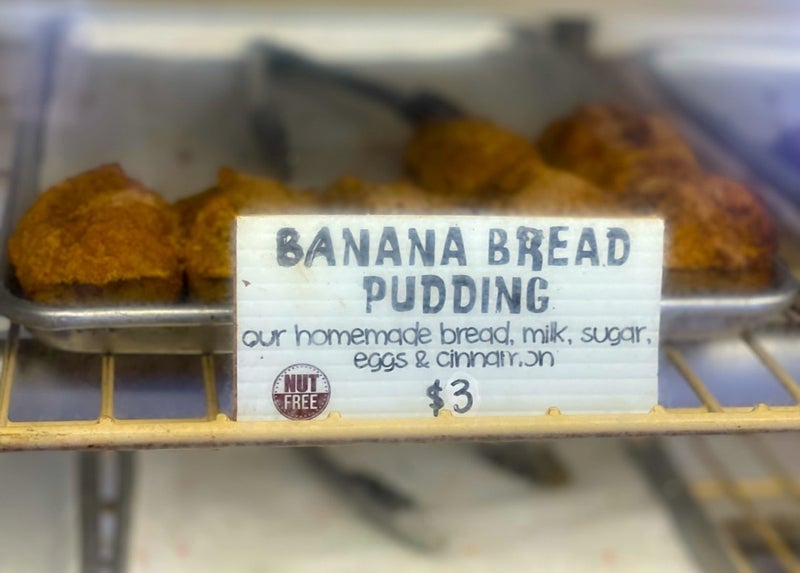 BANANA BREAD
PUDDING
our homemade bread, milk, sugar,
eggs & cinnamon
NUT
FREE
$3